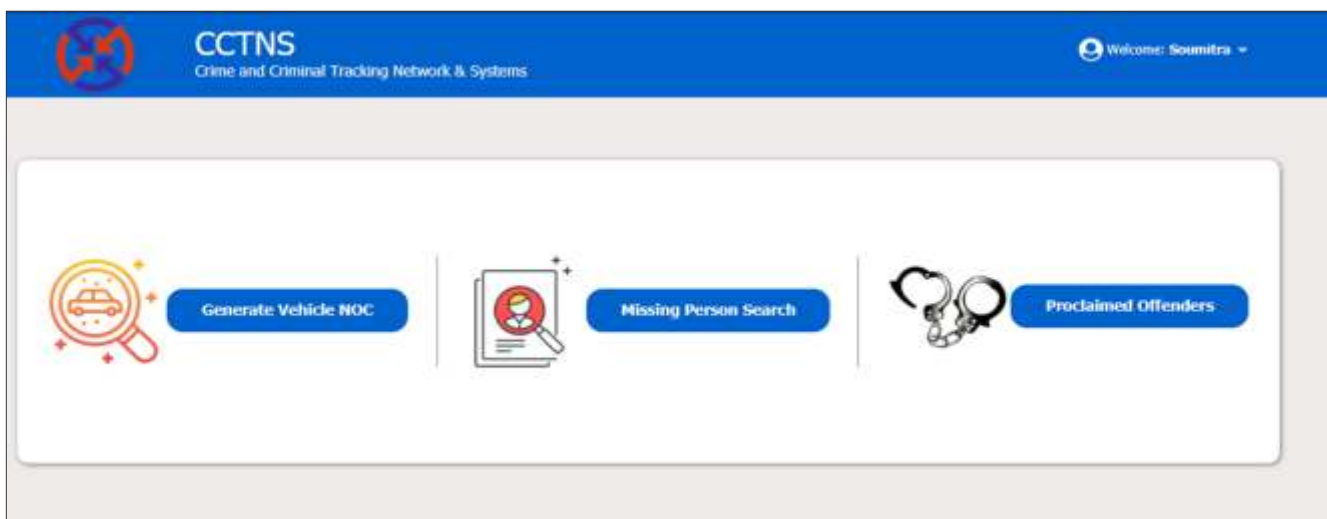 CCTNS
Crime and Criminal Tracking Network & Systems
Welcome: Soumitra
Generate Vehicle NOC
Missing Person Search
Proclaimed Offenders